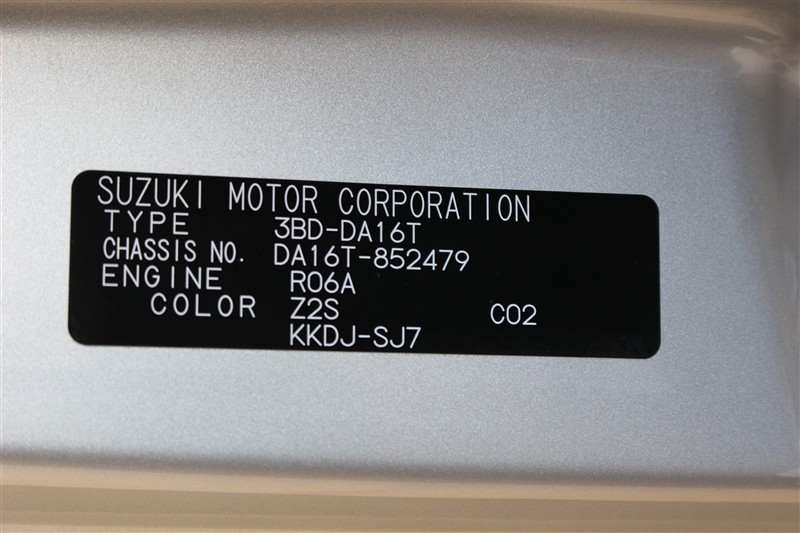 SUZUKI MOTOR CORPORATION
TYPE 3BD-DA16T
CHASSIS NO. DA16T-852479
ENGINE R06A
COLOR Z2S C02
KKDJ-SJ7